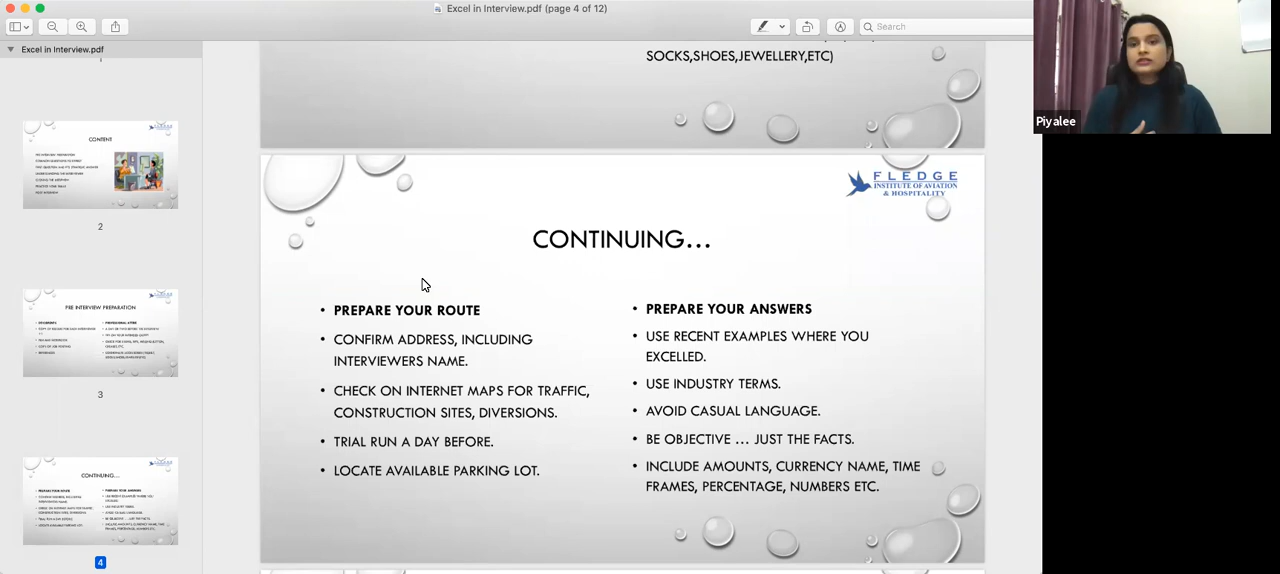 Excel in Interview.pdf (page 4 of 12)
Search
Excel in Interview.pdf
1
CONTENT
2
PRE INTERVIEW PREPARATION
3
CONTINUING...
4
SOCKS,SHOES,JEWELLERY,ETC)
FLEDGE
INSTITUTE OF AVIATION
& HOSPITALITY
CONTINUING...
• PREPARE YOUR ROUTE
• CONFIRM ADDRESS, INCLUDING
INTERVIEWERS NAME.
• CHECK ON INTERNET MAPS FOR TRAFFIC,
CONSTRUCTION SITES, DIVERSIONS.
• TRIAL RUN A DAY BEFORE.
• LOCATE AVAILABLE PARKING LOT.
• PREPARE YOUR ANSWERS
• USE RECENT EXAMPLES WHERE YOU
EXCELLED.
• USE INDUSTRY TERMS.
• AVOID CASUAL LANGUAGE.
• BE OBJECTIVE ... JUST THE FACTS.
• INCLUDE AMOUNTS, CURRENCY NAME, TIME
FRAMES, PERCENTAGE, NUMBERS ETC.
Piyalee